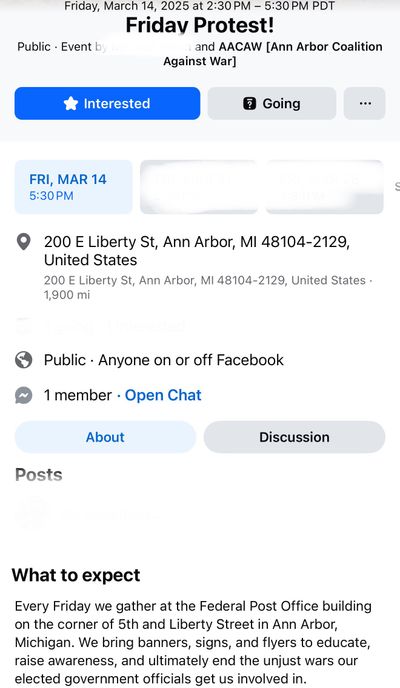 Friday, March 14, 2025 at 2:30 PM – 5:30 PM PDT
Friday Protest!
Public · Event by and AACAW [Ann Arbor Coalition
Against War]
Interested
Going
FRI, MAR 14
5:30 PM
200 E Liberty St, Ann Arbor, MI 48104-2129,
United States
200 E Liberty St, Ann Arbor, MI 48104-2129, United States ·
1,900 mi
Public · Anyone on or off Facebook
1 member · Open Chat
About
Discussion
Posts
What to expect
Every Friday we gather at the Federal Post Office building
on the corner of 5th and Liberty Street in Ann Arbor,
Michigan. We bring banners, signs, and flyers to educate,
raise awareness, and ultimately end the unjust wars our
elected government officials get us involved in.